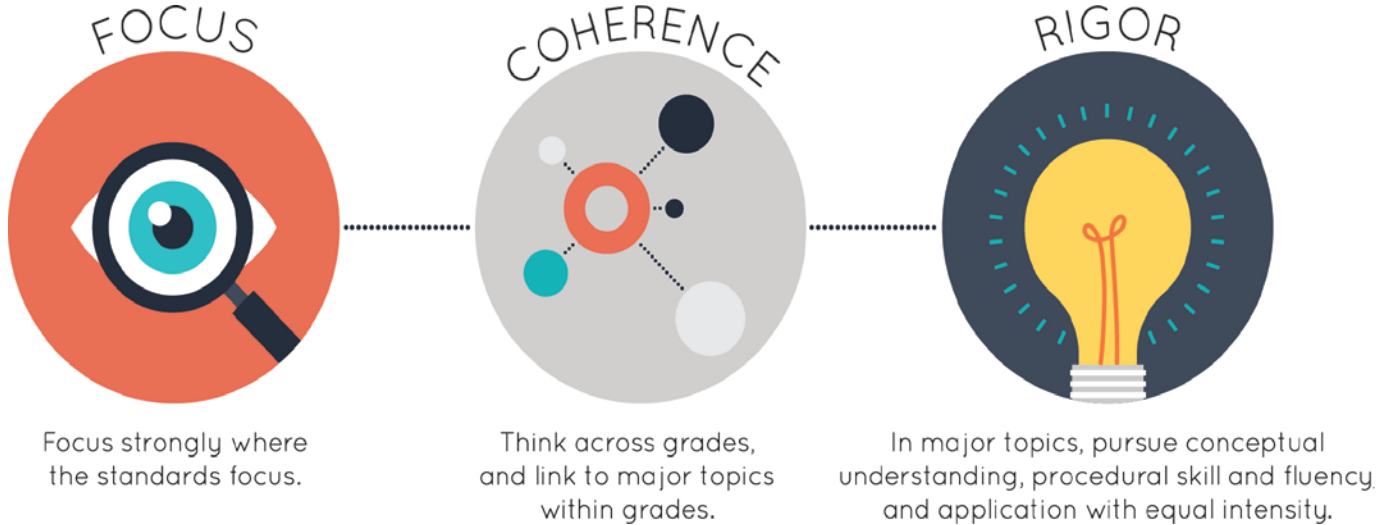 FOCUS
Focus strongly where
the standards focus.
COHERENCE
Think across grades,
and link to major topics
within grades.
RIGOR
In major topics, pursue conceptual
understanding, procedural skill and fluency,
and application with equal intensity.